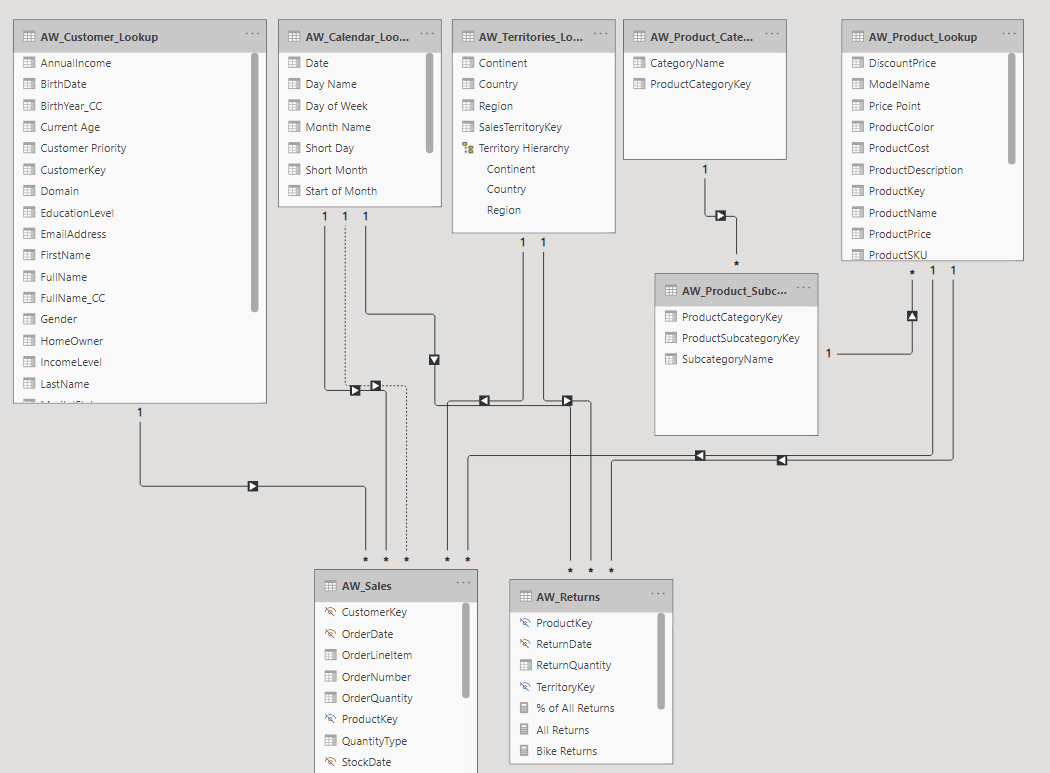 AW_Customer_Lookup
AnnualIncome
BirthDate
BirthYear_CC
Current Age
Customer Priority
CustomerKey
Domain
EducationLevel
EmailAddress
FirstName
FullName
FullName_CC
Gender
HomeOwner
IncomeLevel
LastName
1
AW_Calendar_Loo...
Date
Day Name
Day of Week
Month Name
Short Day
Short Month
Start of Month
1 1 1
AW_Territories_Lo...
Continent
Country
Region
SalesTerritoryKey
Territory Hierarchy
Continent
Country
Region
1 1
AW_Product_Cate...
CategoryName
ProductCategoryKey
1
*
AW_Product_Lookup
DiscountPrice
ModelName
Price Point
ProductColor
ProductCost
ProductDescription
ProductKey
ProductName
ProductPrice
ProductSKU
* 1 1
AW_Product_Subc...
ProductCategoryKey
ProductSubcategoryKey
SubcategoryName
1
* * * * *
AW_Sales
CustomerKey
OrderDate
OrderLineItem
OrderNumber
OrderQuantity
ProductKey
QuantityType
StockDate
* * *
AW_Returns
ProductKey
ReturnDate
ReturnQuantity
TerritoryKey
% of All Returns
All Returns
Bike Returns